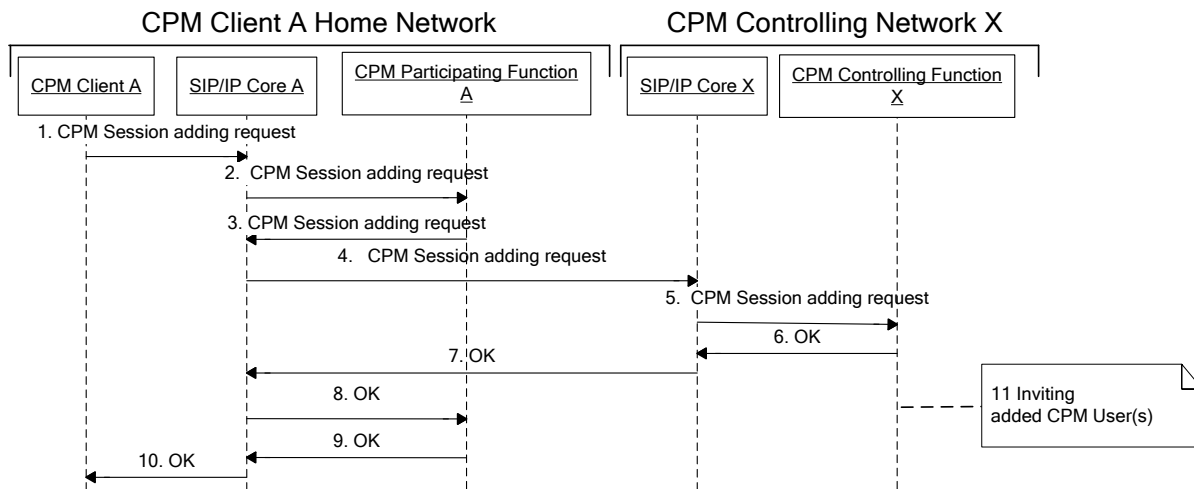 CPM Client A Home Network
CPM Controlling Network X
CPM Client A
SIP/IP Core A
CPM Participating Function
A
SIP/IP Core X
CPM Controlling Function
X
1. CPM Session adding request
2. CPM Session adding request
3. CPM Session adding request
4. CPM Session adding request
5. CPM Session adding request
6. OK
7. OK
8. OK
9. OK
10. OK
11 Inviting
added CPM User(s)